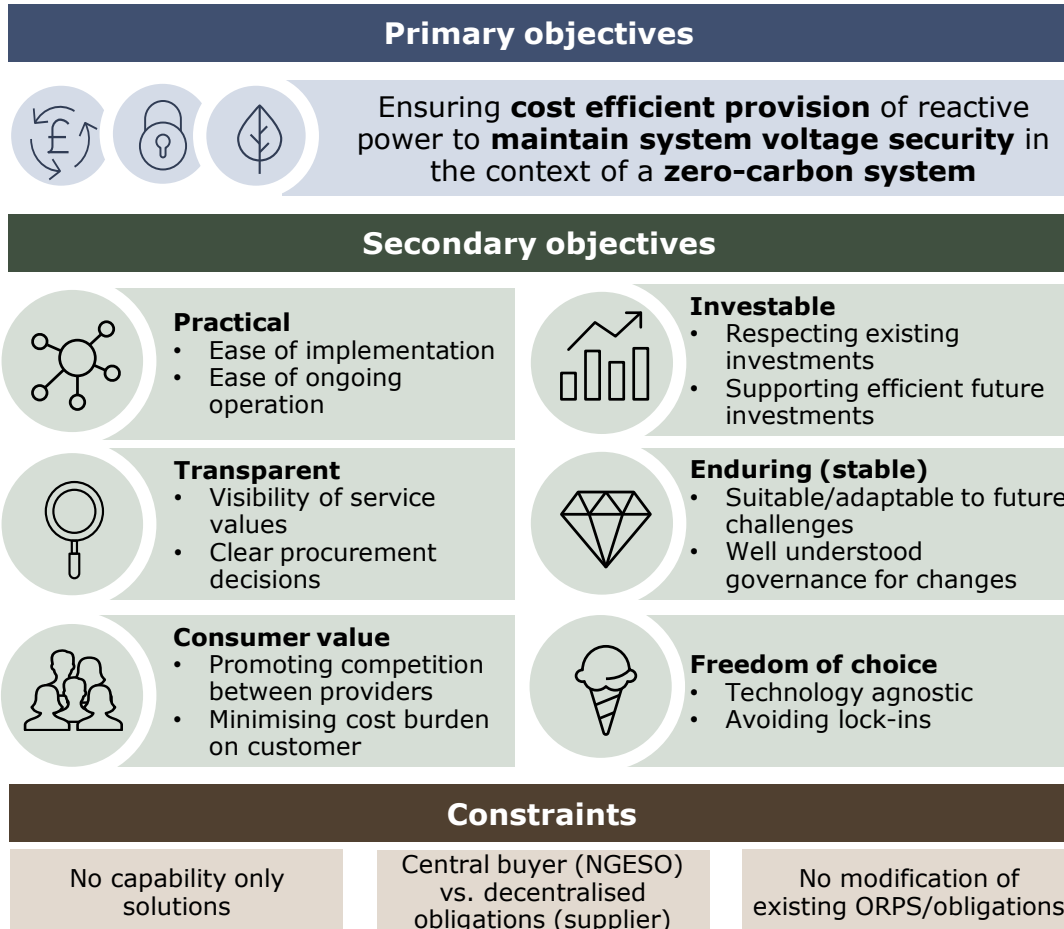 Primary objectives
£
Ensuring cost efficient provision of reactive
power to maintain system voltage security in
the context of a zero-carbon system
Secondary objectives
Practical
• Ease of implementation
• Ease of ongoing
operation
Investable
• Respecting existing
investments
• Supporting efficient future
investments
Transparent
• Visibility of service
values
• Clear procurement
decisions
Enduring (stable)
• Suitable/adaptable to future
challenges
• Well understood
governance for changes
Consumer value
• Promoting competition
between providers
• Minimising cost burden
on customer
Freedom of choice
• Technology agnostic
• Avoiding lock-ins
Constraints
No capability only
solutions
Central buyer (NGESO)
vs. decentralised
obligations (supplier)
No modification of
existing ORPS/obligations